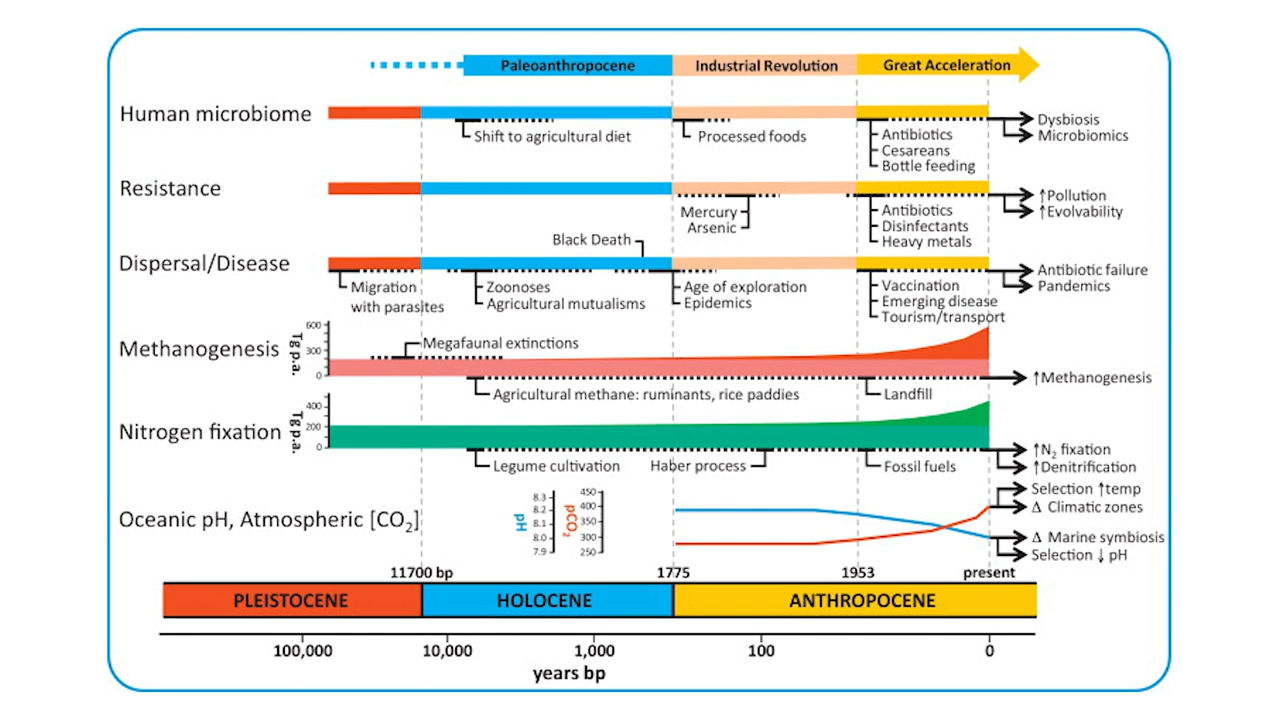 Paleoanthropocene
Industrial Revolution
Great Acceleration
Human microbiome
Shift to agricultural diet
Processed foods
Antibiotics
Cesareans
Bottle feeding
Dysbiosis
Microbiomics
Resistance
Mercury
Arsenic
Antibiotics
Disinfectants
Heavy metals
↑Pollution
↑Evolvability
Dispersal/Disease
Black Death
Migration
with parasites
Zoonoses
Agricultural mutualisms
Age of exploration
Epidemics
Vaccination
Emerging disease
Tourism/transport
Antibiotic failure
Pandemics
Methanogenesis
Tg p.a.
600
300
0
Megafaunal extinctions
Agricultural methane: ruminants, rice paddies
Landfill
↑Methanogenesis
Nitrogen fixation
Tg p.a.
400
200
0
Legume cultivation
Haber process
Fossil fuels
↑N₂ fixation
↑Denitrification
Oceanic pH, Atmospheric [CO₂]
pH
8.3
8.2
8.1
8.0
7.9
pCO₂
450
400
350
300
250
Selection ↑temp
Δ Climatic zones
Δ Marine symbiosis
Selection ↓ pH
11700 bp
1775
1953
present
PLEISTOCENE
HOLOCENE
ANTHROPOCENE
100,000
10,000
1,000
100
0
years bp